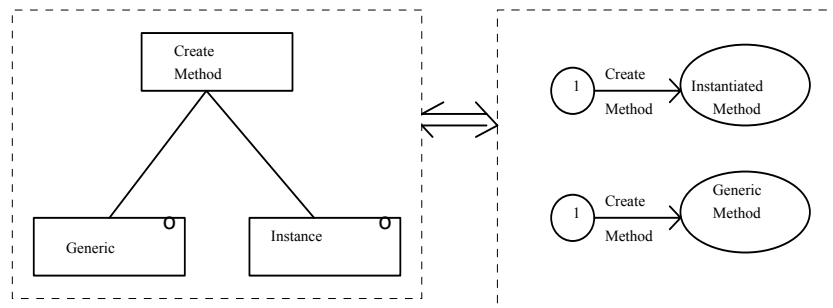 Create
Method
Generic
O
Instance
O
1
Create
Method
Instantiated
Method
1
Create
Method
Generic
Method